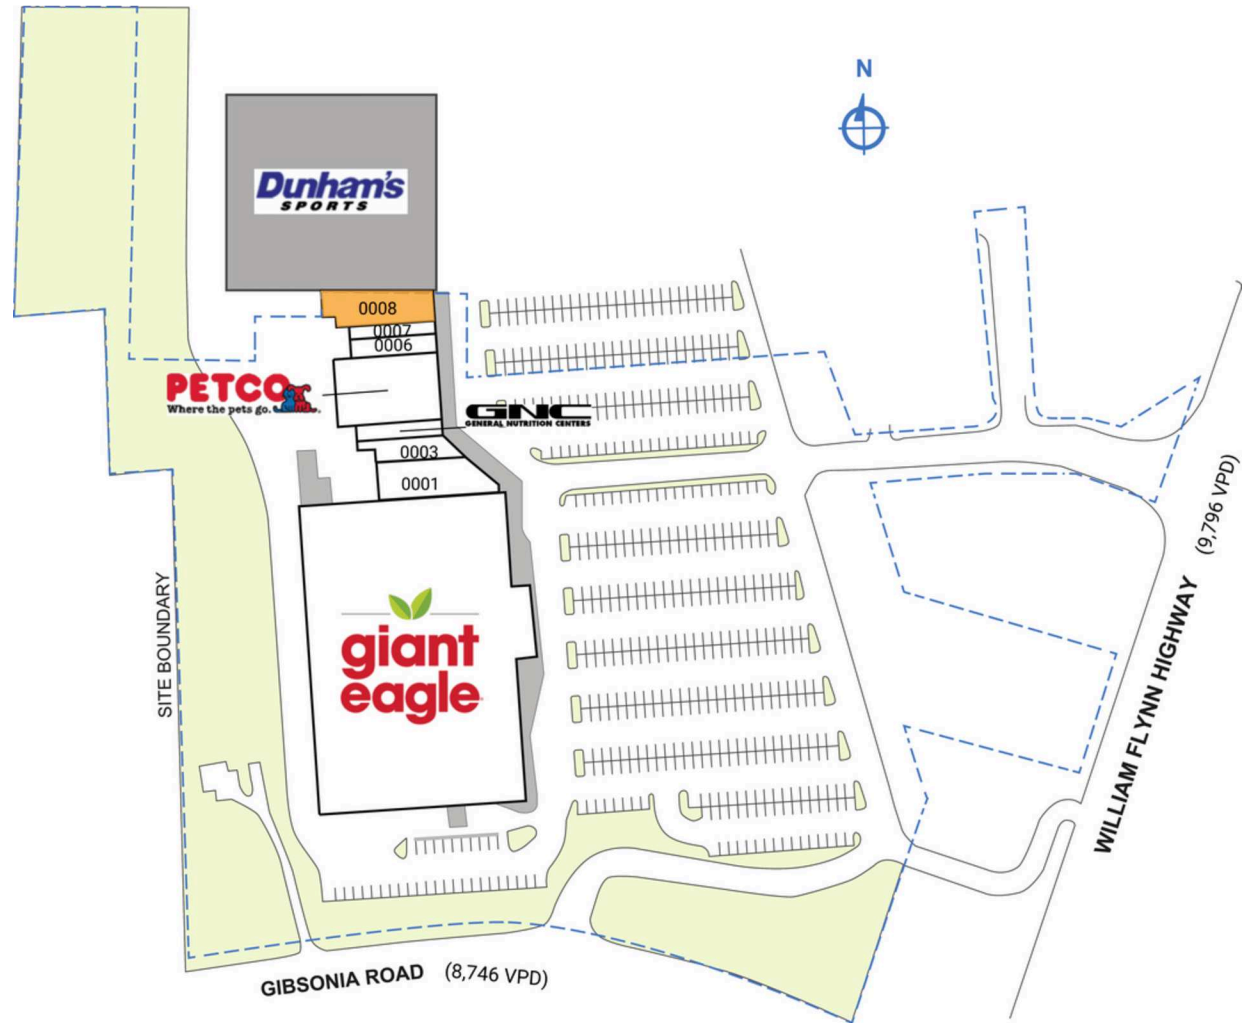 N
Dunham's
SPORTS
0008
0007
0006
PETCO
Where the pets go.
GNC
GENERAL NUTRITION CENTERS
0003
0001
giant
eagle
SITE BOUNDARY
WILLIAM FLYNN HIGHWAY (9,796 VPD)
GIBSONIA ROAD (8,746 VPD)